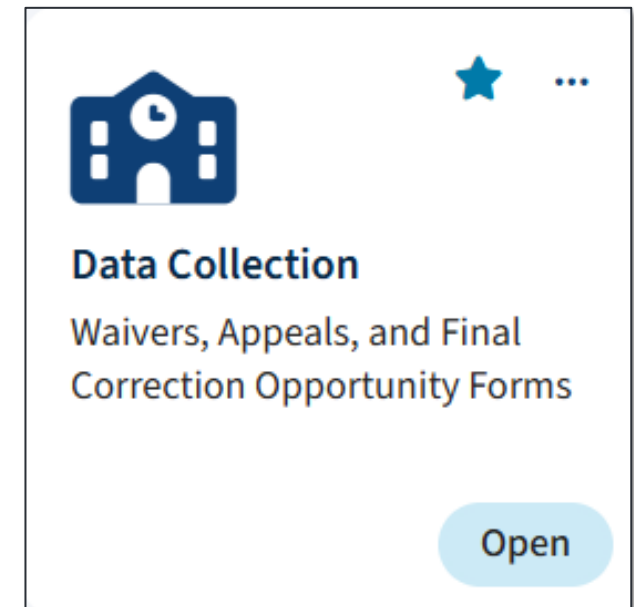 Data Collection
Waivers, Appeals, and Final
Correction Opportunity Forms
Open